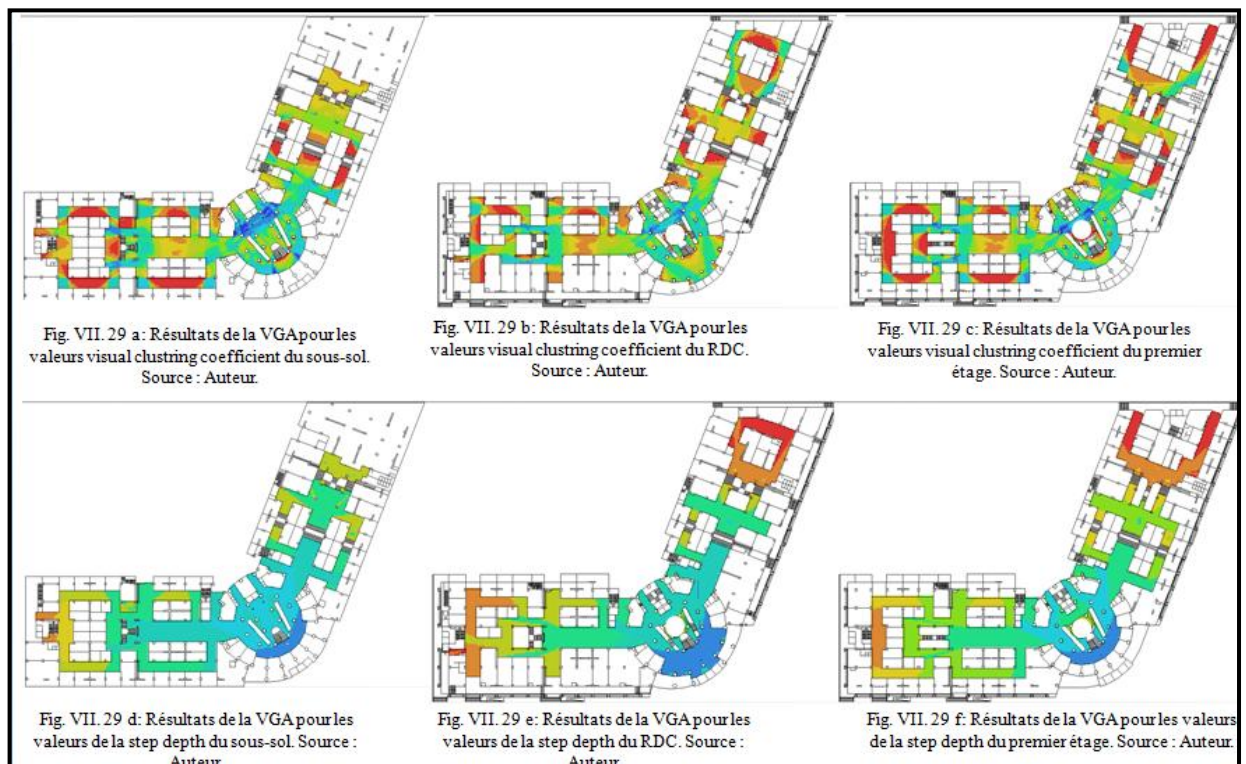 Fig. VII. 29 a: Résultats de la VGA pour les
valeurs visual clustring coefficient du sous-sol.
Source : Auteur.
Fig. VII. 29 b: Résultats de la VGA pour les
valeurs visual clustring coefficient du RDC.
Source : Auteur.
Fig. VII. 29 c: Résultats de la VGA pour les
valeurs visual clustring coefficient du premier
étage. Source : Auteur.
Fig. VII. 29 d: Résultats de la VGA pour les
valeurs de la step depth du sous-sol. Source :
Auteur
Fig. VII. 29 e: Résultats de la VGA pour les
valeurs de la step depth du RDC. Source :
Auteur
Fig. VII. 29 f: Résultats de la VGA pour les valeurs
de la step depth du premier étage. Source : Auteur.